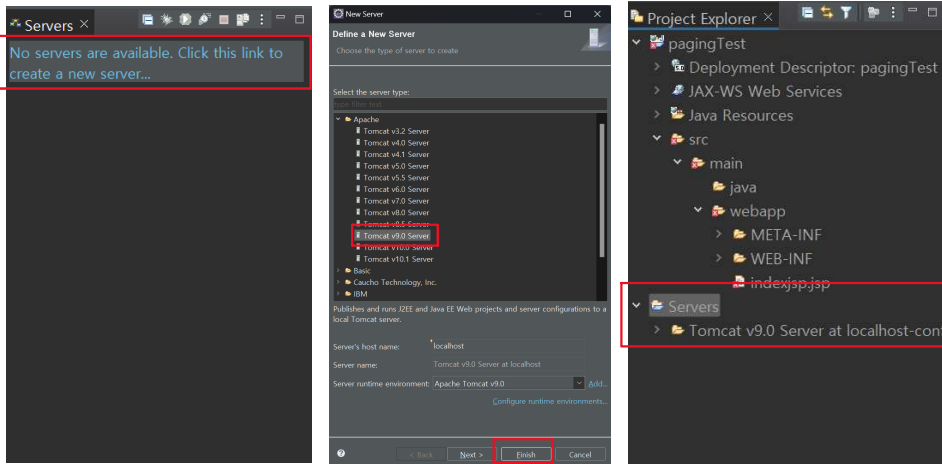 Servers
No servers are available. Click this link to
create a new server...
New Server
Define a New Server
Choose the type of server to create
Select the server type:
type filter text
Apache
Tomcat v3.2 Server
Tomcat v4.0 Server
Tomcat v4.1 Server
Tomcat v5.0 Server
Tomcat v5.5 Server
Tomcat v6.0 Server
Tomcat v7.0 Server
Tomcat v8.0 Server
Tomcat v8.5 Server
Tomcat v9.0 Server
Tomcat v10.0 Server
Tomcat v10.1 Server
Basic
Caucho Technology, Inc.
IBM
Publishes and runs J2EE and Java EE Web projects and server configurations to a
local Tomcat server.
Server's host name: localhost
Server name: Tomcat v9.0 Server at localhost
Server runtime environment: Apache Tomcat v9.0 Add...
Configure runtime environments...
< Back Next > Finish Cancel
Project Explorer
pagingTest
Deployment Descriptor: pagingTest
JAX-WS Web Services
Java Resources
src
main
java
webapp
META-INF
WEB-INF
indexjsp.jsp
Servers
Tomcat v9.0 Server at localhost-con